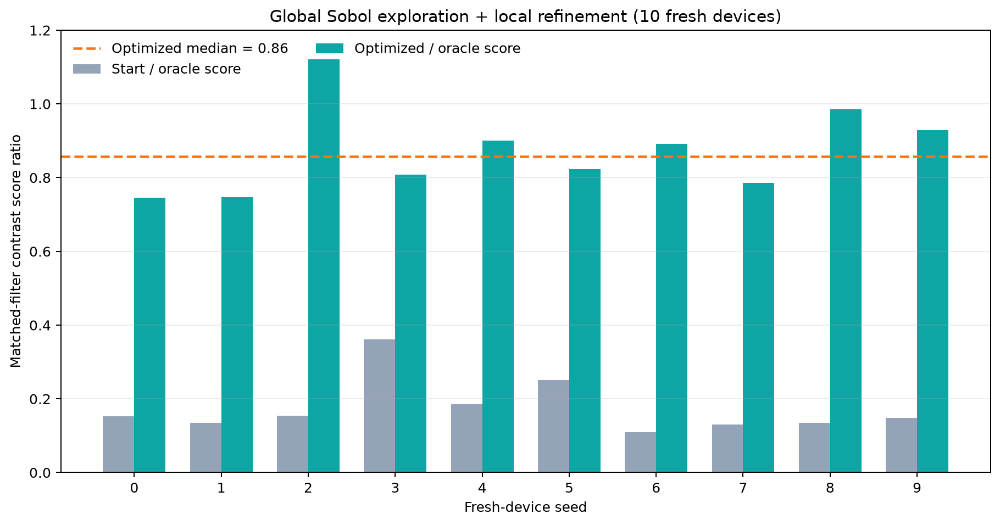 Global Sobol exploration + local refinement (10 fresh devices)
Optimized median = 0.86
Start / oracle score
Optimized / oracle score
Matched-filter contrast score ratio
1.2
1.0
0.8
0.6
0.4
0.2
0.0
0 1 2 3 4 5 6 7 8 9
Fresh-device seed